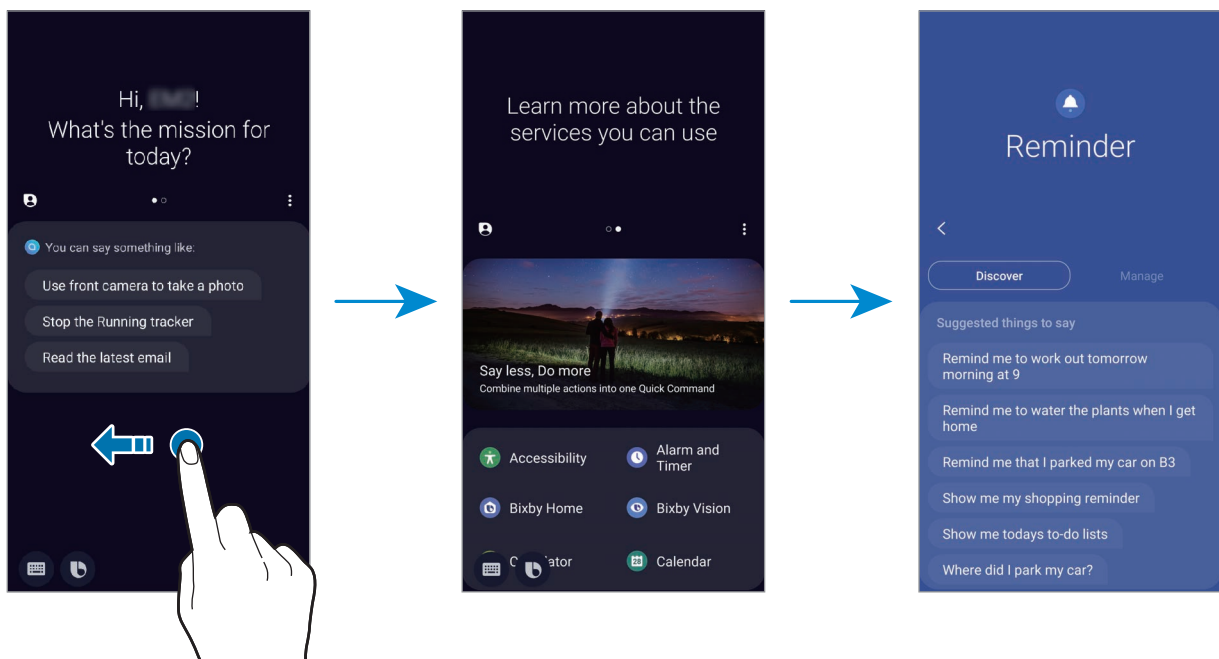 Hi, !
What's the mission for
today?
You can say something like:
Use front camera to take a photo
Stop the Running tracker
Read the latest email
Learn more about the
services you can use
Say less, Do more
Combine multiple actions into one Quick Command
Accessibility
Alarm and
Timer
Bixby Home
Bixby Vision
28
Calendar
Reminder
Discover
Manage
Suggested things to say
Remind me to work out tomorrow
morning at 9
Remind me to water the plants when I get
home
Remind me that I parked my car on B3
Show me my shopping reminder
Show me todays to-do lists
Where did I park my car?